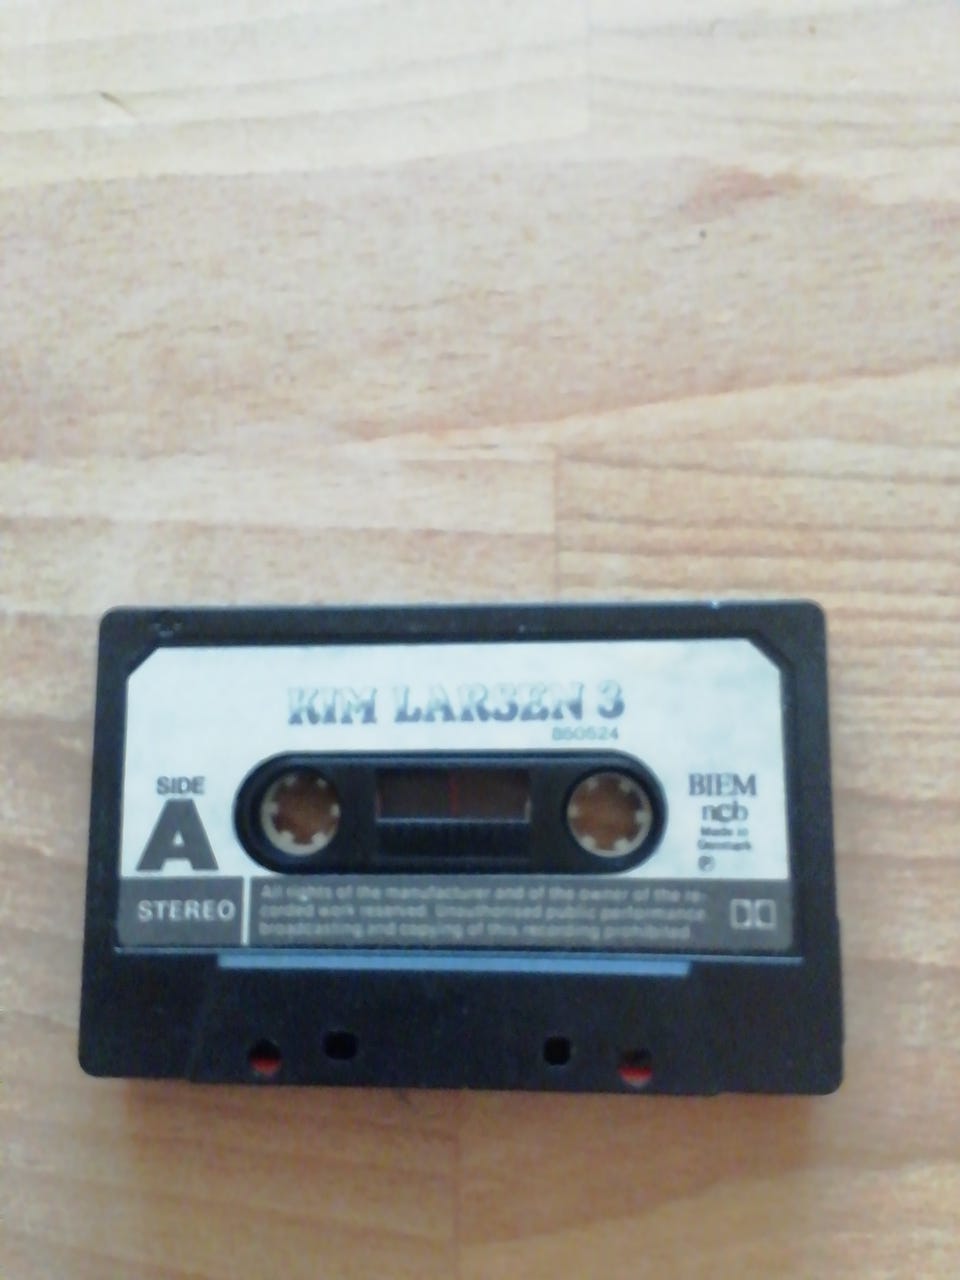 KIM LARSEN 3
850524
SIDE
A
BIEM
ncb
Made in
Denmark
℗
STEREO
All rights of the manufacturer and of the owner of the re-
corded work reserved. Unauthorised public performance
broadcasting and copying of this recording prohibited.